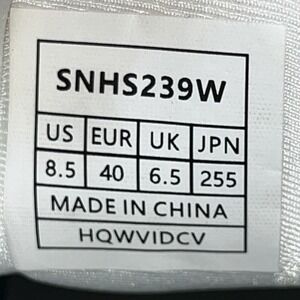 SNHS239W
US EUR UK JPN
8.5 40 6.5 255
MADE IN CHINA
HQWVIDCV